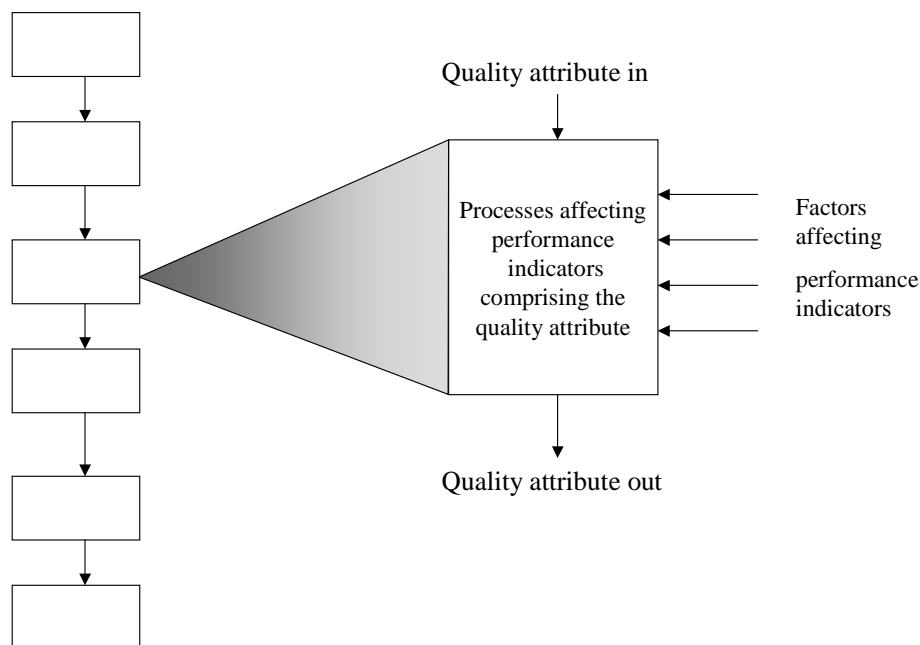 Quality attribute in
Processes affecting
performance
indicators
comprising the
quality attribute
Factors
affecting
performance
indicators
Quality attribute out